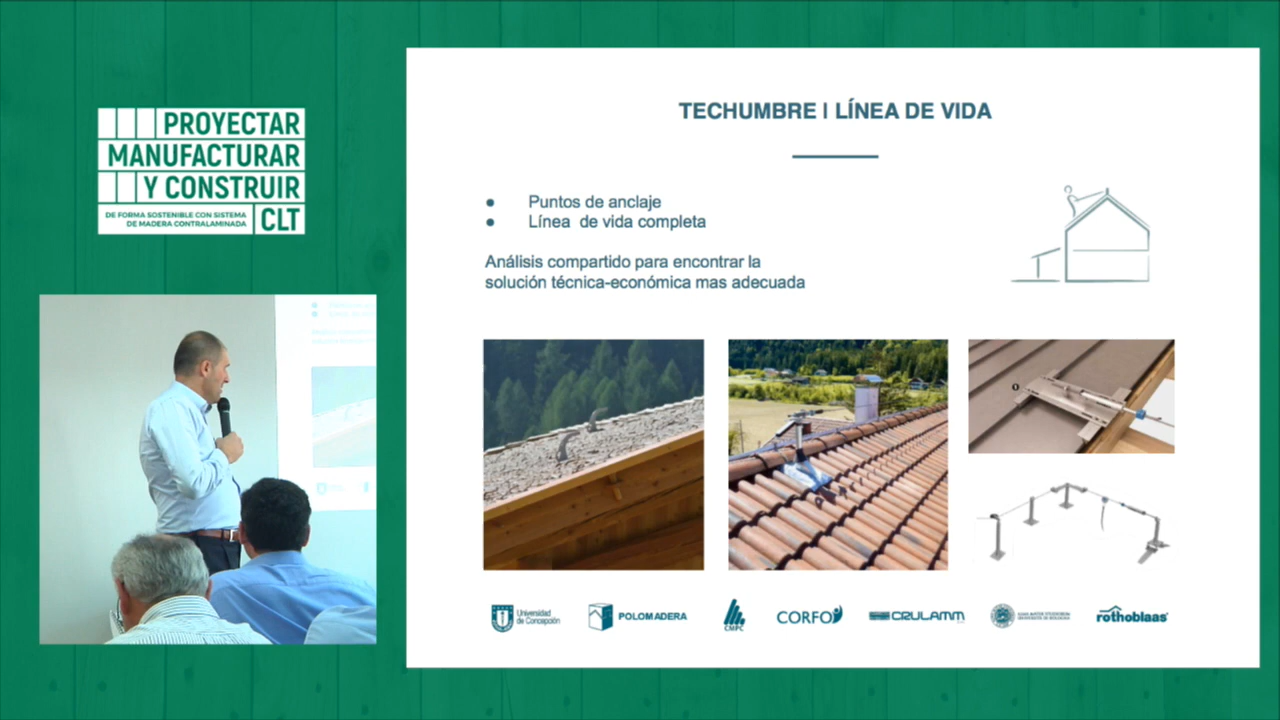 PROYECTAR
MANUFACTURAR
Y CONSTRUIR
DE FORMA SOSTENIBLE CON SISTEMA
DE MADERA CONTRALAMINADA
CLT
TECHUMBRE I LÍNEA DE VIDA
● Puntos de anclaje
● Línea de vida completa
Análisis compartido para encontrar la
solución técnica-económica mas adecuada
Universidad
de Concepción
POLOMADERA
CMPC
CORFO
CRULAMM
rothoblaas